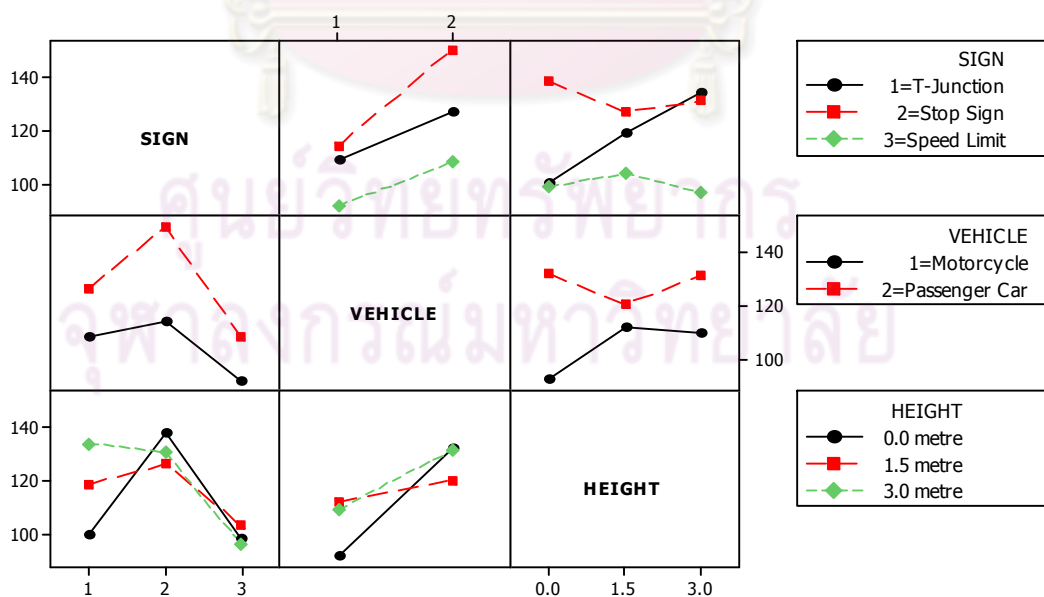 1 2
140
120
100
SIGN
SIGN
1=T-Junction
2=Stop Sign
3=Speed Limit
ศูนย์วิทยทรัพยากร
VEHICLE
140
120
100
VEHICLE
1=Motorcycle
2=Passenger Car
จุฬาลงกรณ์มหาวิทยาลัย
140
120
100
HEIGHT
HEIGHT
0.0 metre
1.5 metre
3.0 metre
1 2 3
0.0 1.5 3.0